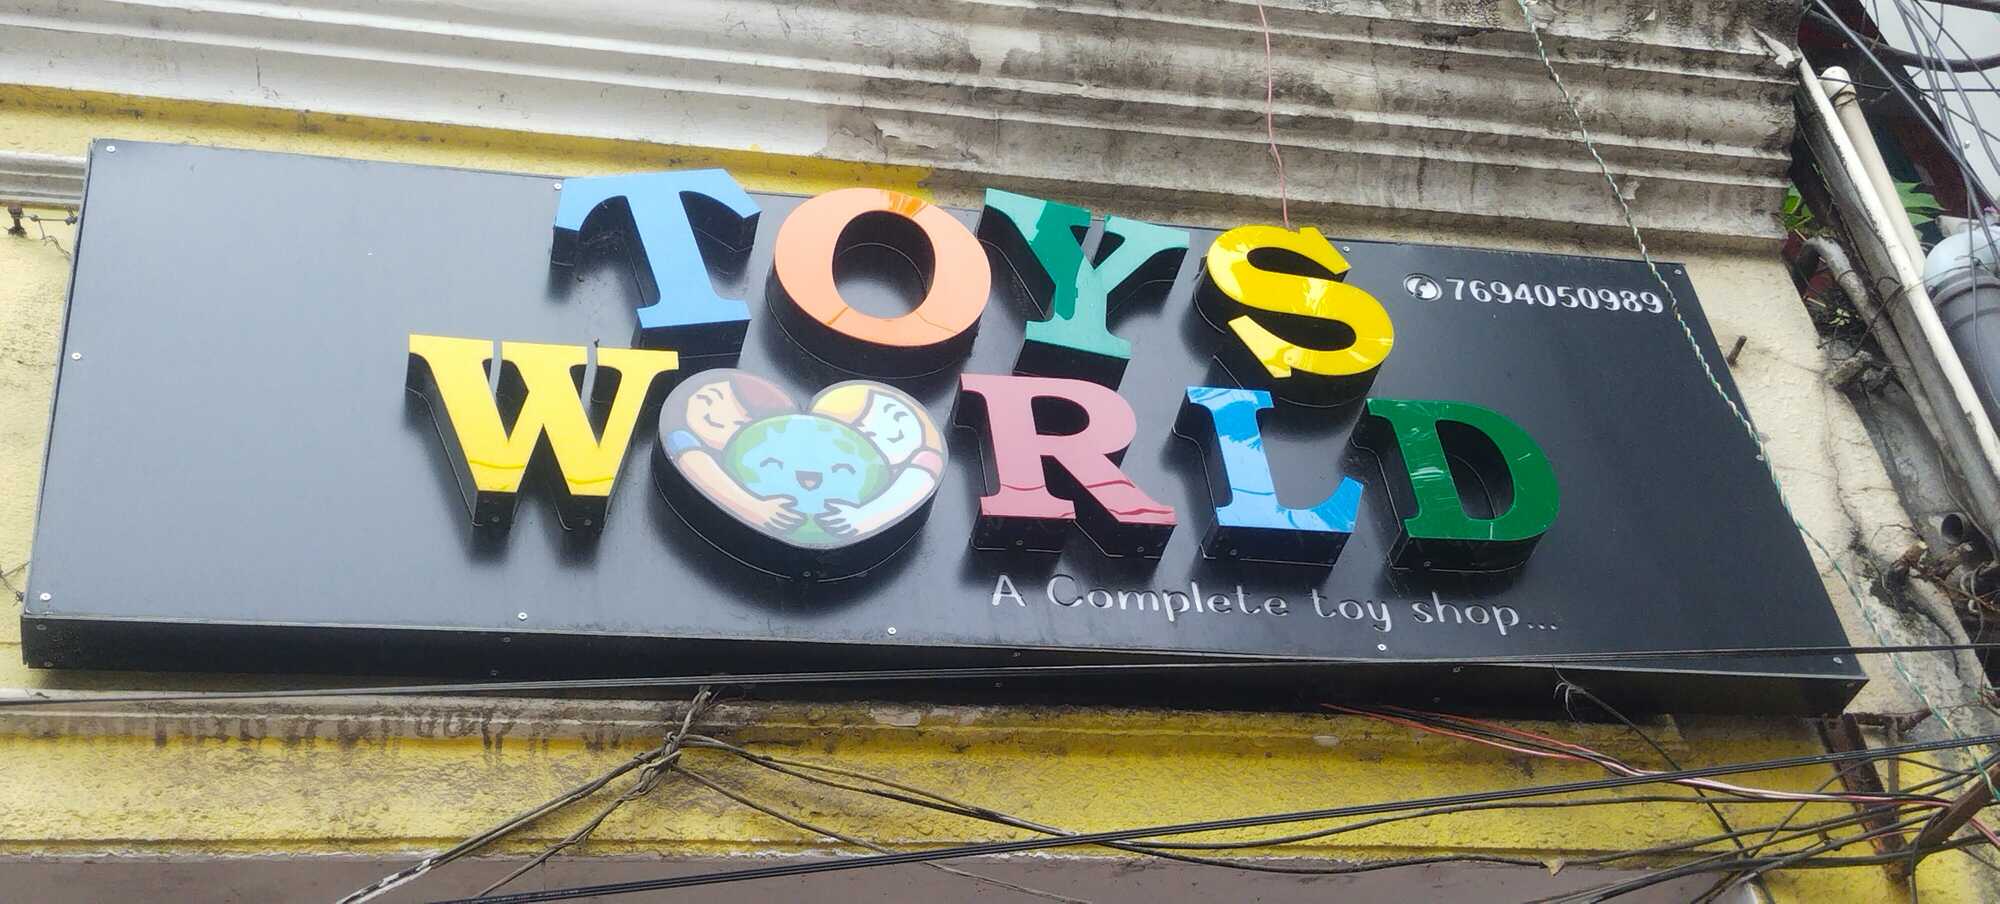 TOYS
7694050989
WORLD
A Complete toy shop...